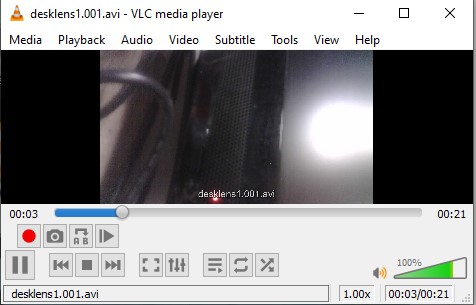 desklens1.001.avi - VLC media player
Media Playback Audio Video Subtitle Tools View Help
desklens1.001.avi
00:03 00:21
A B
100%
desklens1.001.avi 1.00x 00:03/00:21